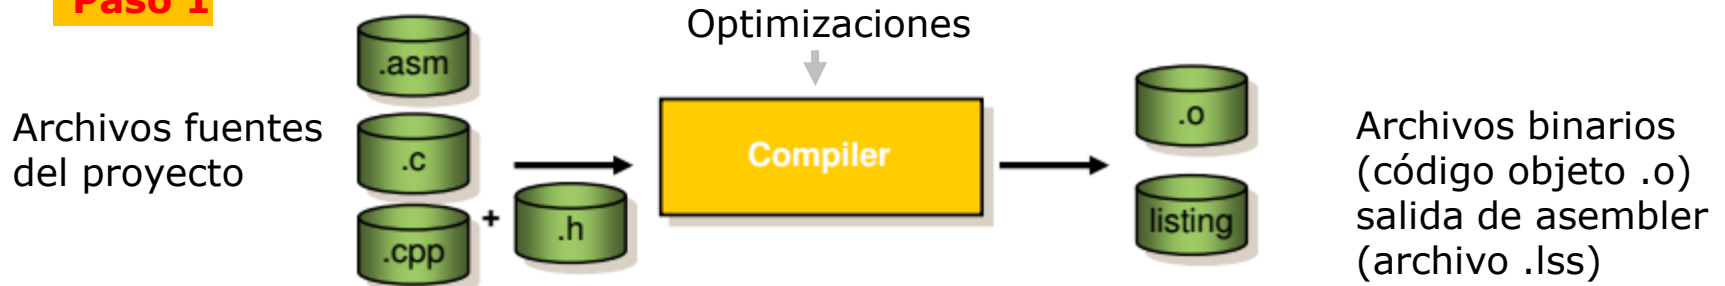 Paso 1
Optimizaciones
.asm
Archivos fuentes
del proyecto
.c
.cpp
+
.h
Compiler
.o
listing
Archivos binarios
(código objeto .o)
salida de asembler
(archivo .lss)